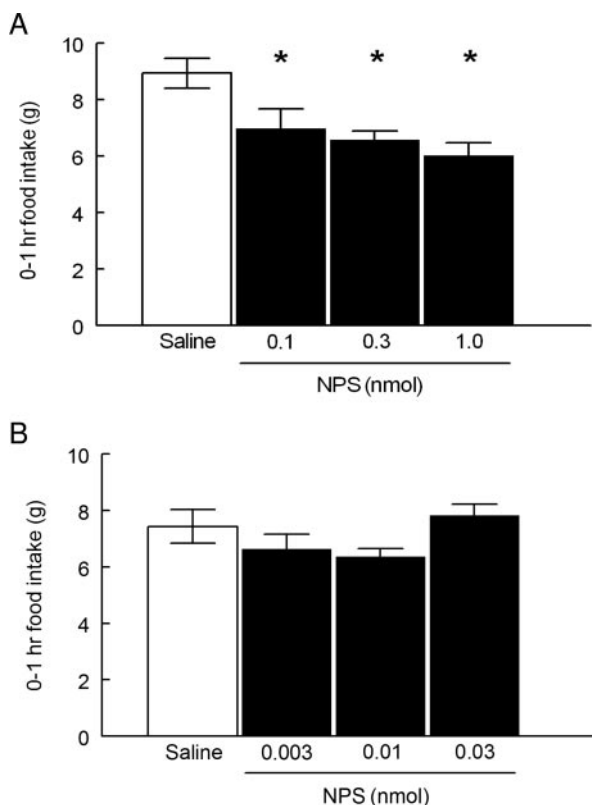 A
10
8
6
4
2
0
0-1 hr food intake (g)
* * *
Saline 0.1 0.3 1.0
NPS (nmol)
B
10
8
6
4
2
0
0-1 hr food intake (g)
Saline 0.003 0.01 0.03
NPS (nmol)